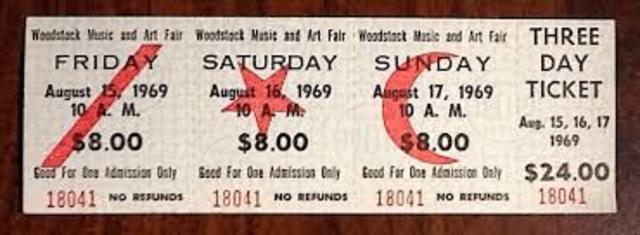 Woodstock Music and Art Fair
FRIDAY
August 15, 1969
10 A. M.
$8.00
Good For One Admission Only
18041 NO REFUNDS
Woodstock Music and Art Fair
SATURDAY
August 16, 1969
10 A. M.
$8.00
Good For One Admission Only
18041 NO REFUNDS
Woodstock Music and Art Fair
SUNDAY
August 17, 1969
10 A. M.
$8.00
Good For One Admission Only
18041 NO REFUNDS
THREE
DAY
TICKET
Aug. 15, 16, 17
1969
$24.00
18041